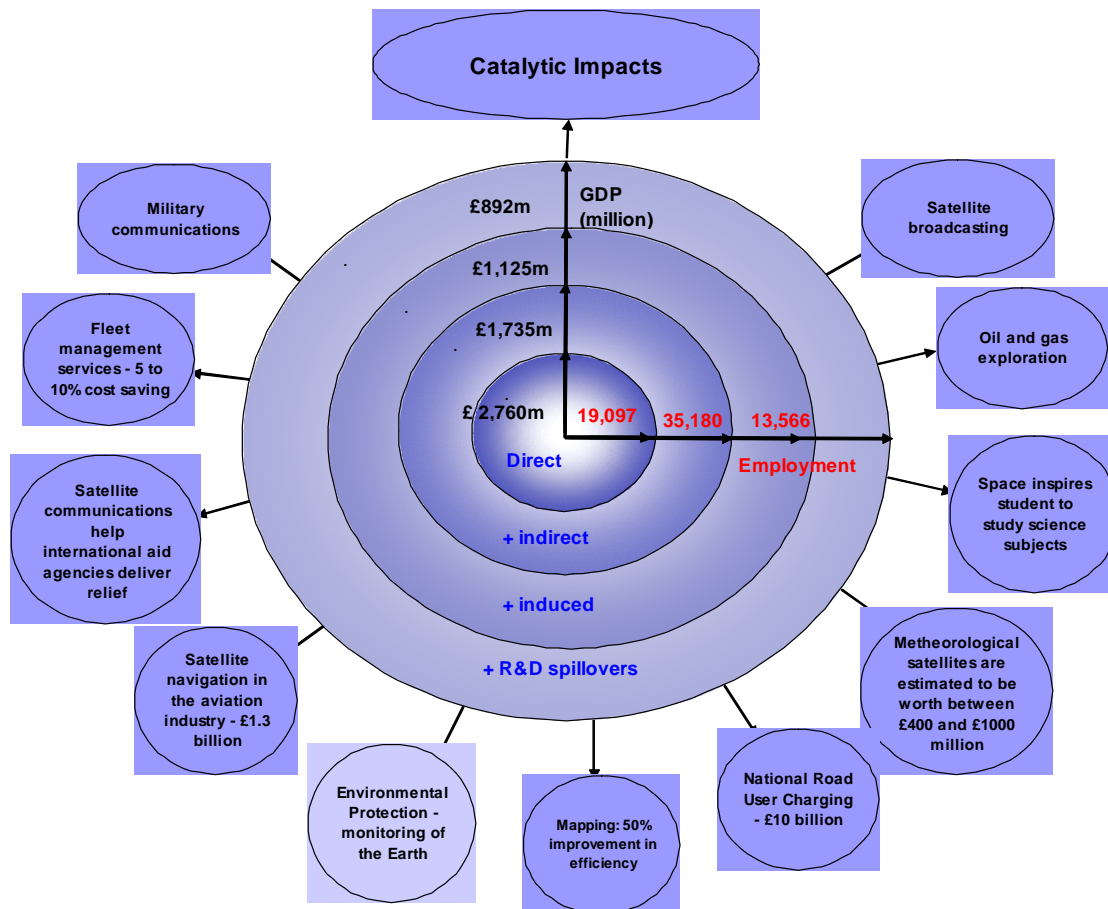 Catalytic Impacts
Military
communications
£892m
GDP
(million)
Satellite
broadcasting
£1,125m
Fleet
management
services - 5 to
10% cost saving
£1,735m
Oil and gas
exploration
£ 2,760m
19,097
35,180
13,566
Direct
Employment
Satellite
communications
help
international aid
agencies deliver
relief
Space inspires
student to
study science
subjects
+ indirect
+ induced
+ R&D spillovers
Satellite
navigation in
the aviation
industry - £1.3
billion
Metheorological
satellites are
estimated to be
worth between
£400 and £1000
million
Environmental
Protection -
monitoring of
the Earth
Mapping: 50%
improvement in
efficiency
National Road
User Charging
- £10 billion